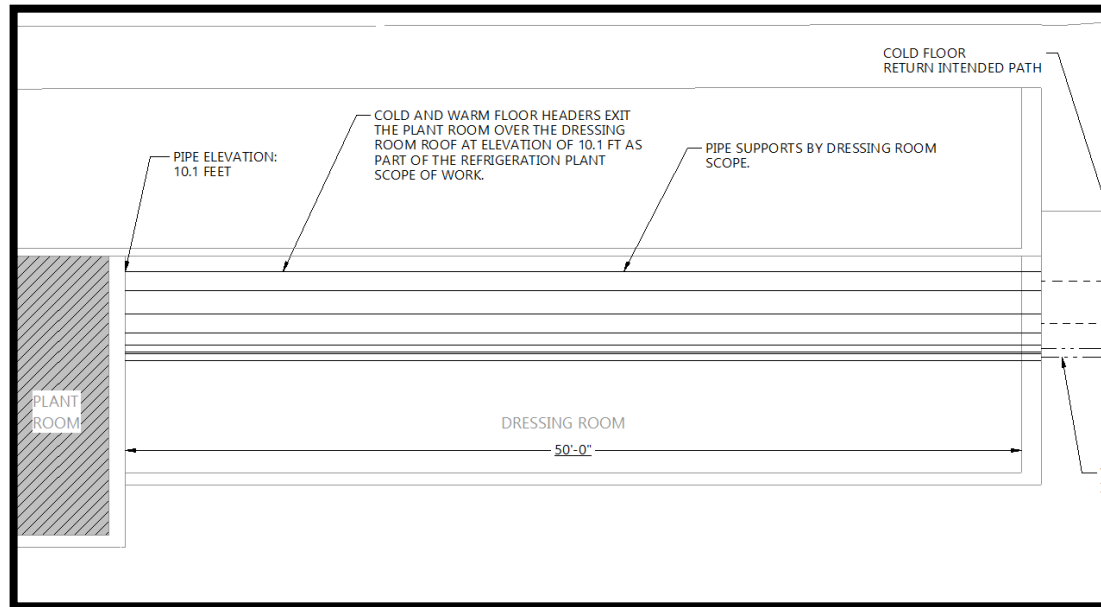 COLD FLOOR
RETURN INTENDED PATH
COLD AND WARM FLOOR HEADERS EXIT
THE PLANT ROOM OVER THE DRESSING
ROOM ROOF AT ELEVATION OF 10.1 FT AS
PART OF THE REFRIGERATION PLANT
SCOPE OF WORK.
PIPE ELEVATION:
10.1 FEET
PIPE SUPPORTS BY DRESSING ROOM
SCOPE.
PLANT
ROOM
DRESSING ROOM
50'-0"